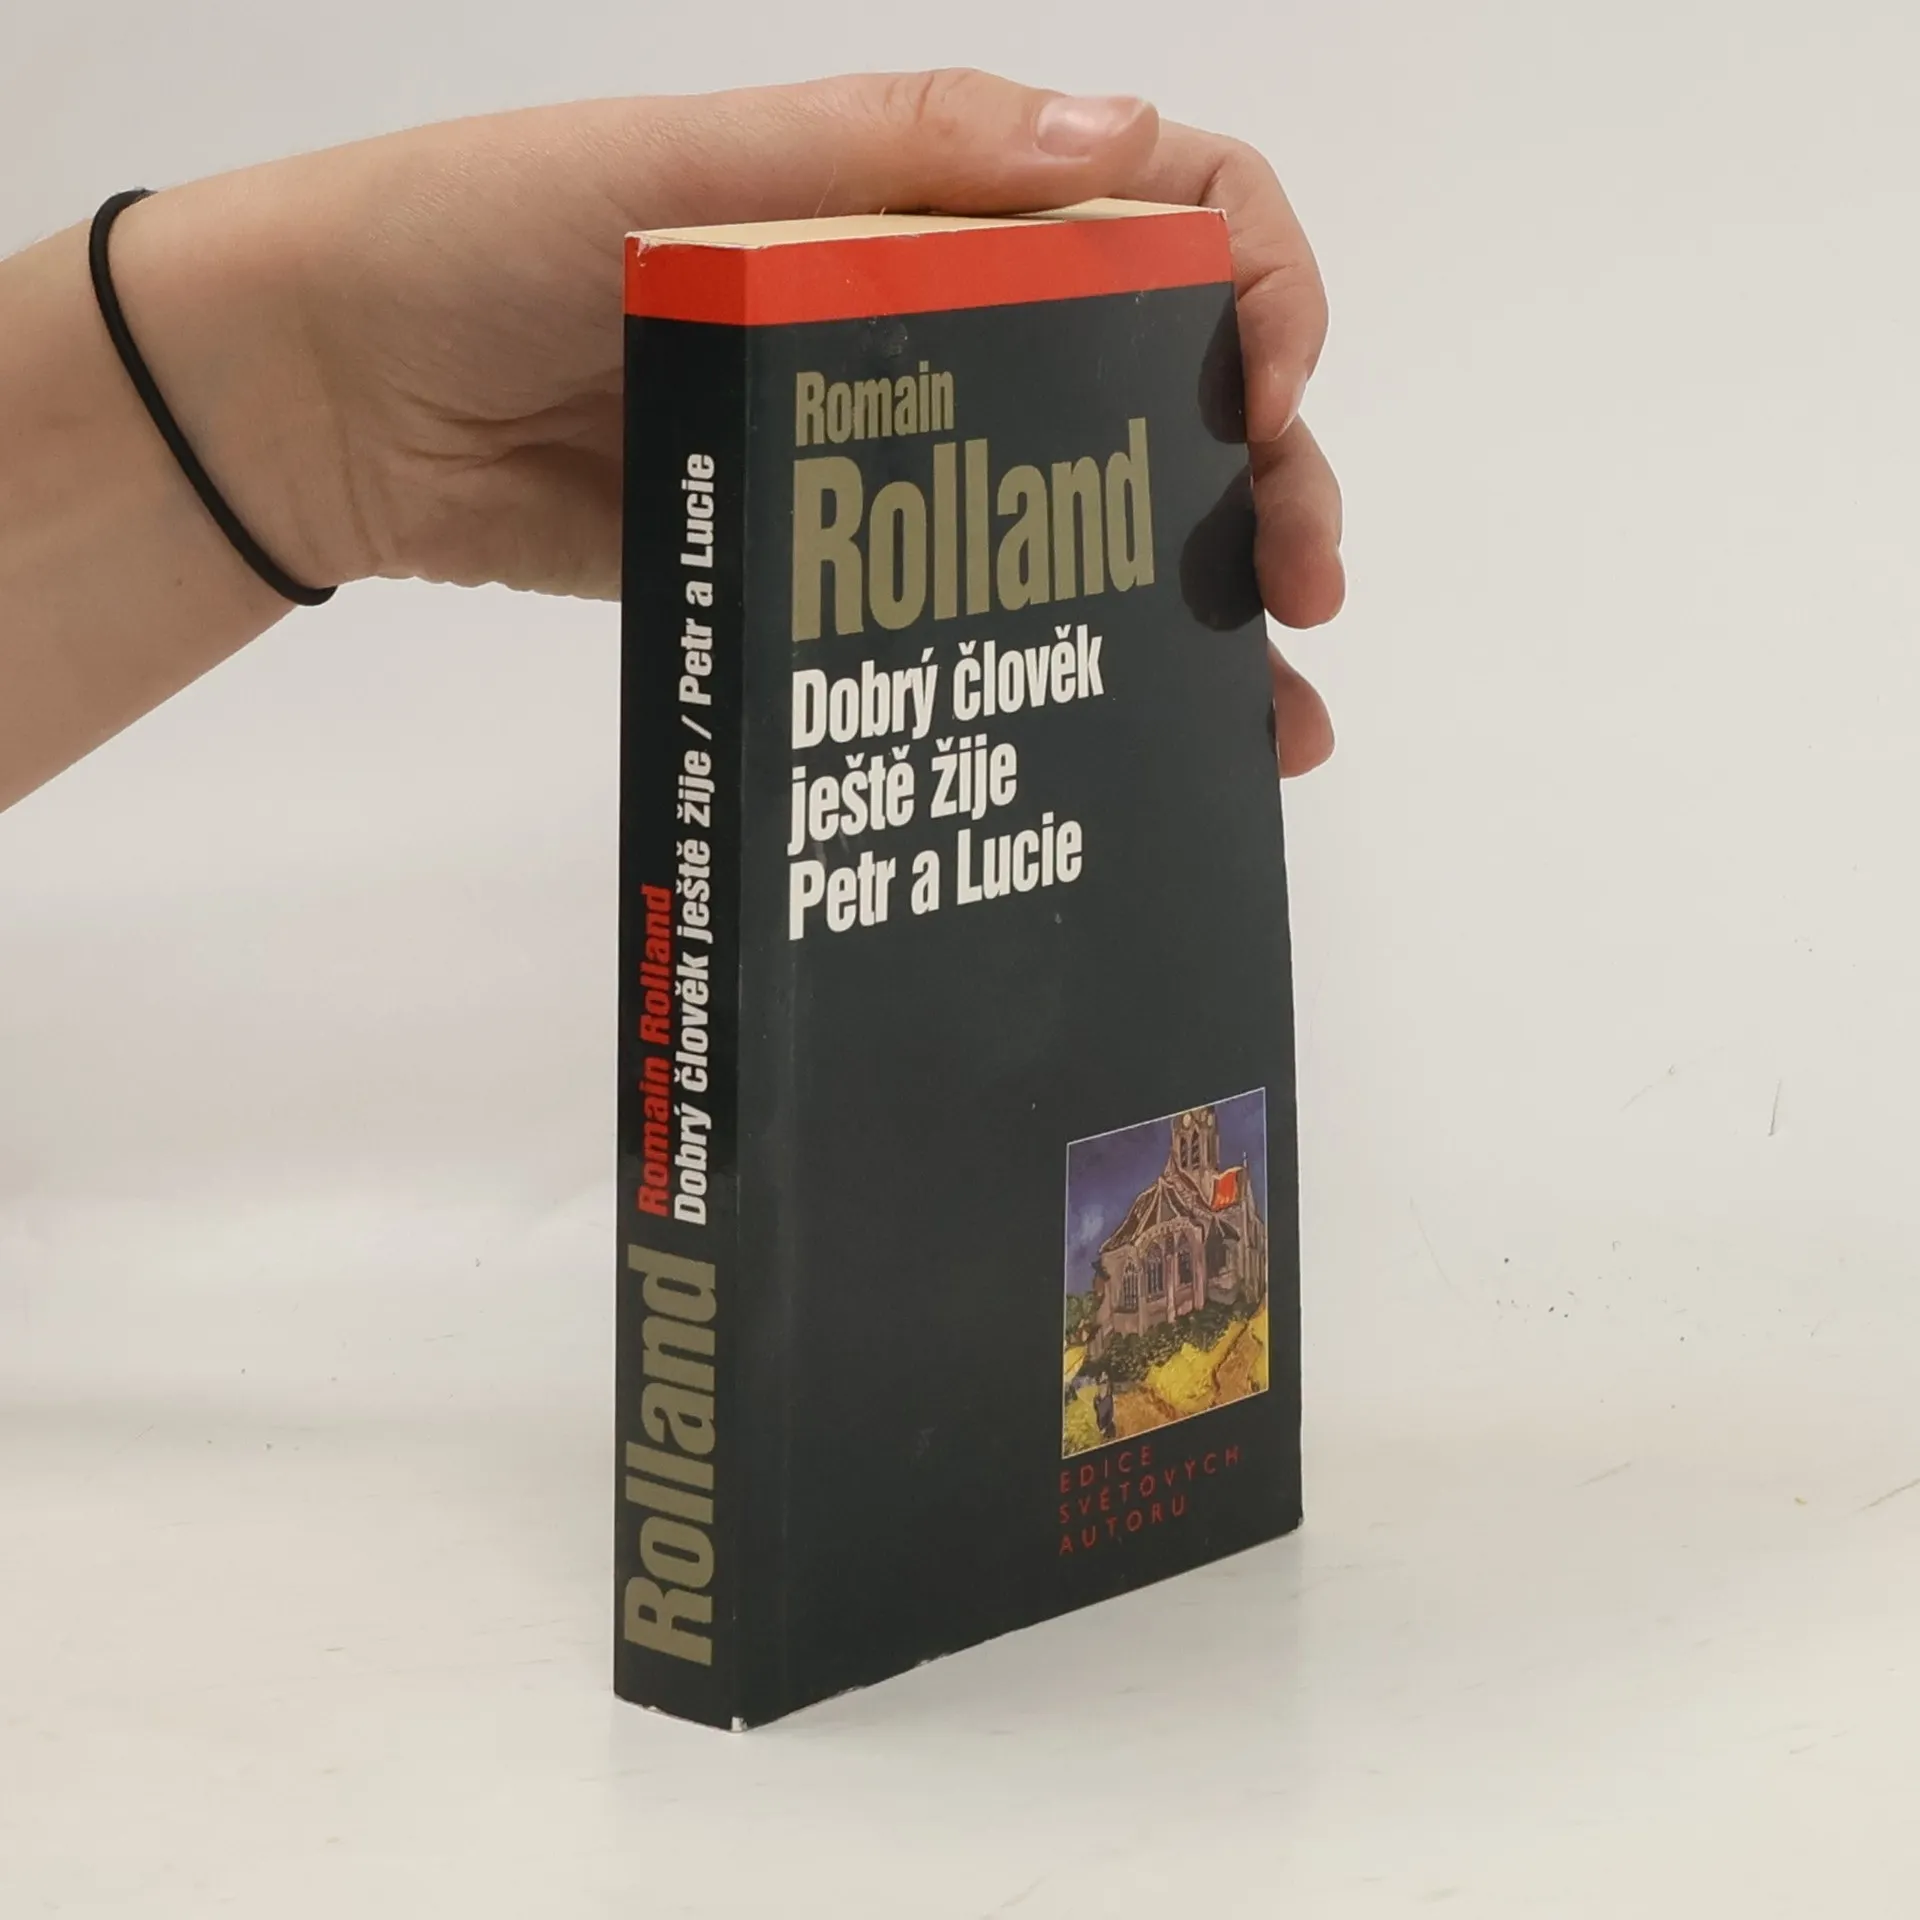 Romain
Rolland
Dobrý člověk
ještě žije
Petr a Lucie
EDICE
SVĚTOVÝCH
AUTORŮ
Romain Rolland
Dobrý člověk ještě žije / Petr a Lucie
Rolland